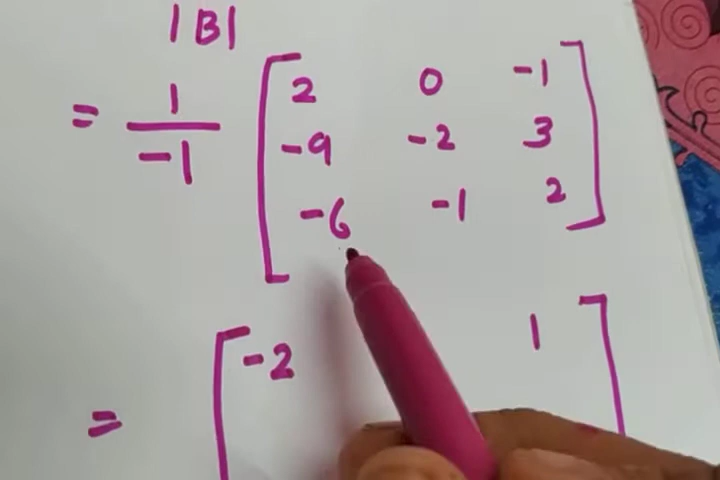 |B|
= 1/-1 [ 2 0 -1
-9 -2 3
-6 -1 2 ]
= [ -2 1 ]